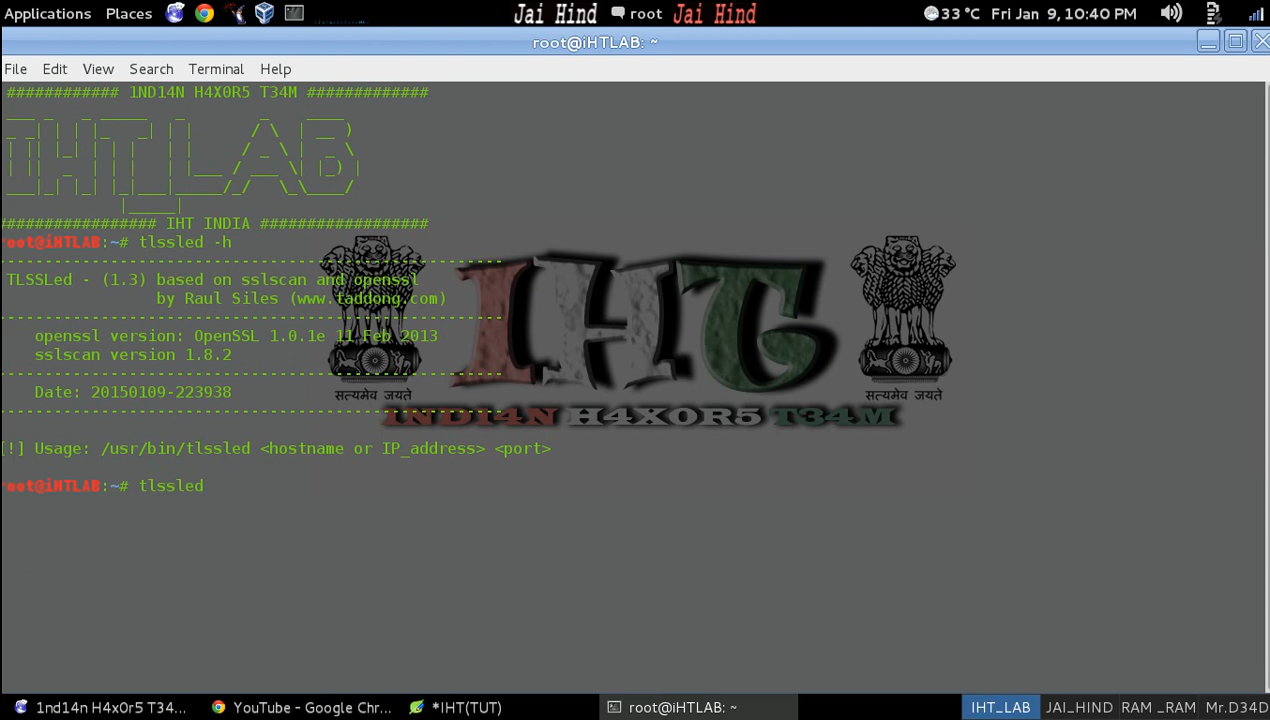 Applications Places Jai Hind root Jai Hind 33 °C Fri Jan 9, 10:40 PM
root@iHTLAB: ~
File Edit View Search Terminal Help
############ 1ND14N H4X0R5 T34M #############
IHT_LAB
################# IHT INDIA ##################
root@iHTLAB:~# tlssled -h
------------------------------------------------------
TLSSLed - (1.3) based on sslscan and openssl
by Raul Siles (www.taddong.com)
------------------------------------------------------
openssl version: OpenSSL 1.0.1e 11 Feb 2013
sslscan version 1.8.2
------------------------------------------------------
Date: 20150109-223938
------------------------------------------------------
[!] Usage: /usr/bin/tlssled <hostname or IP_address> <port>
root@iHTLAB:~# tlssled
IHT
सत्यमेव जयते
सत्यमेव जयते
INDI4N H4X0R5 T34M
1nd14n H4x0r5 T34... YouTube - Google Chr... *IHT(TUT) root@iHTLAB: ~ IHT_LAB JAI_HIND RAM _RAM Mr.D34D